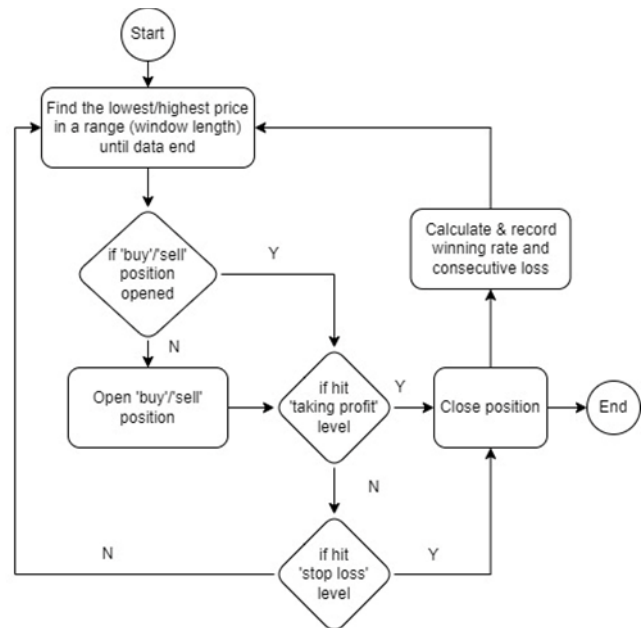 Start
Find the lowest/highest price
in a range (window length)
until data end
if 'buy'/'sell'
position
opened
Y
N
Calculate & record
winning rate and
consecutive loss
Open 'buy'/'sell'
position
if hit
'taking profit'
level
Y
Close position
End
N
N
if hit
'stop loss'
level
Y